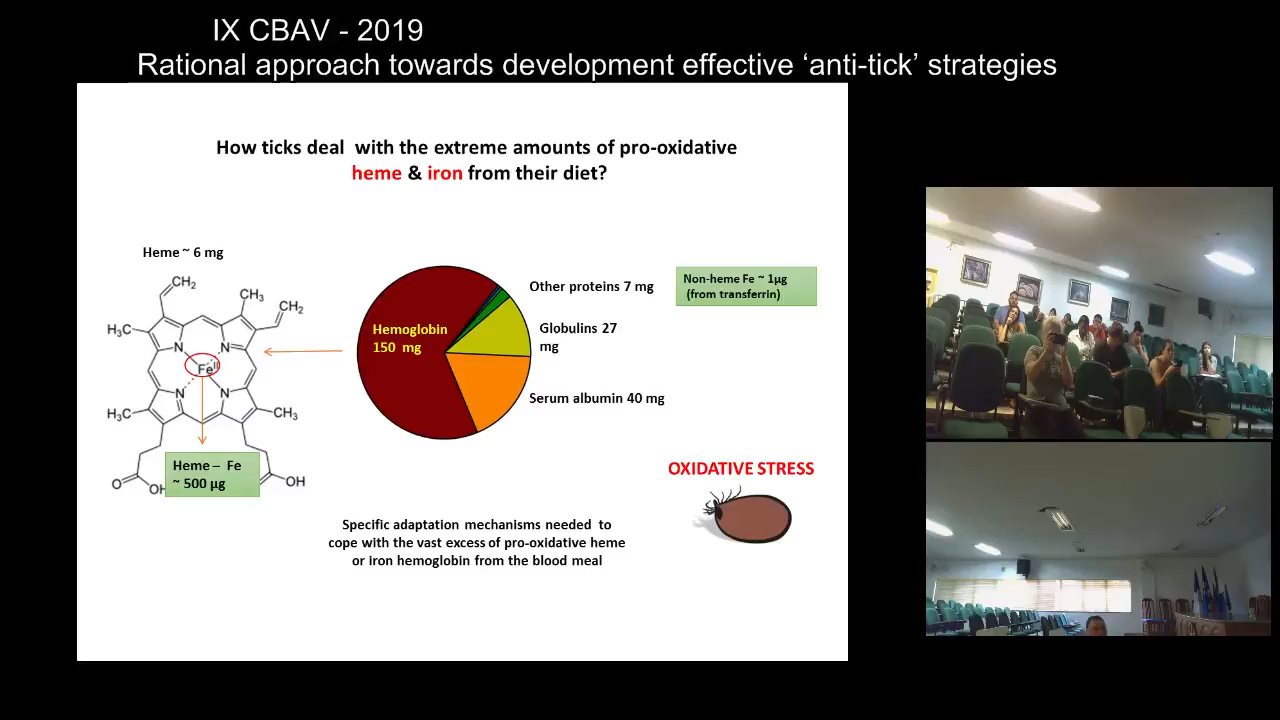 IX CBAV - 2019
Rational approach towards development effective ‘anti-tick’ strategies
How ticks deal with the extreme amounts of pro-oxidative
heme & iron from their diet?
Heme ~ 6 mg
CH₂
CH₃
CH₂
H₃C
N
N
Feᴵᴵ
N
N
H₃C
CH₃
O
OH
OH
Heme – Fe
~ 500 µg
Hemoglobin
150 mg
Other proteins 7 mg
Globulins 27
mg
Serum albumin 40 mg
Non-heme Fe ~ 1µg
(from transferrin)
OXIDATIVE STRESS
Specific adaptation mechanisms needed to
cope with the vast excess of pro-oxidative heme
or iron hemoglobin from the blood meal